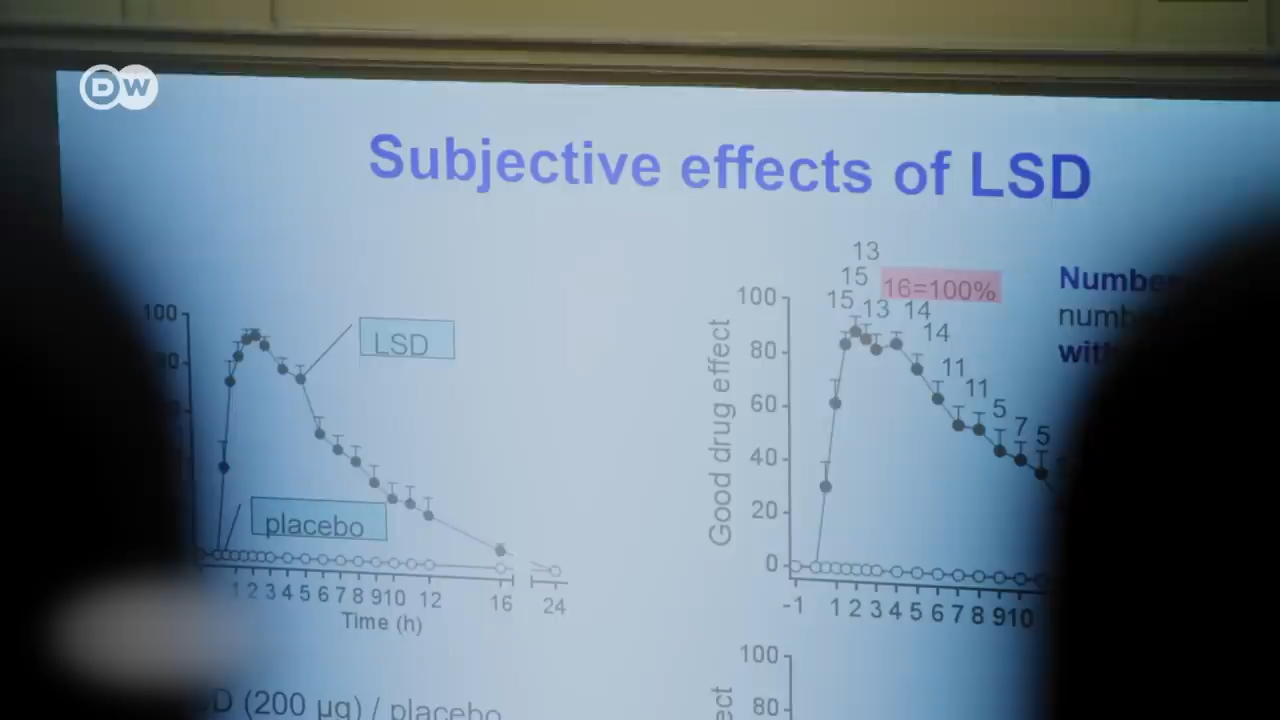 DW
Subjective effects of LSD
100
LSD
placebo
1 2 3 4 5 6 7 8 9 10 12 16 24
Time (h)
(200 µg) / placebo
13
15 16=100%
15 13 14
14
11
11
5
7
5
Good drug effect
100
80
60
40
20
0
-1 1 2 3 4 5 6 7 8 9 10
100
80